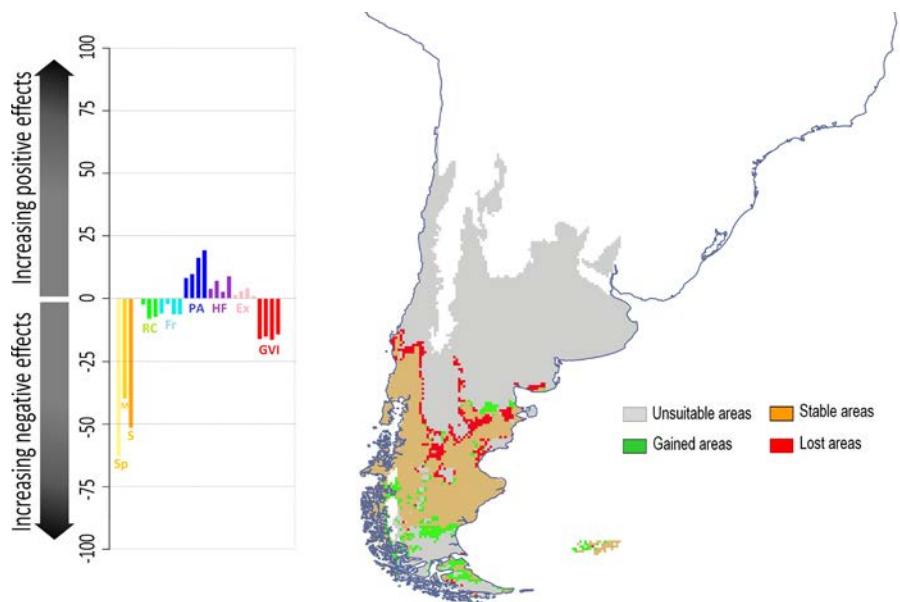 Increasing positive effects
Increasing negative effects
100
75
50
25
0
-25
-50
-75
-100
PA
HF
Ex
RC
Fr
GVI
M
S
Sp
Unsuitable areas
Stable areas
Gained areas
Lost areas